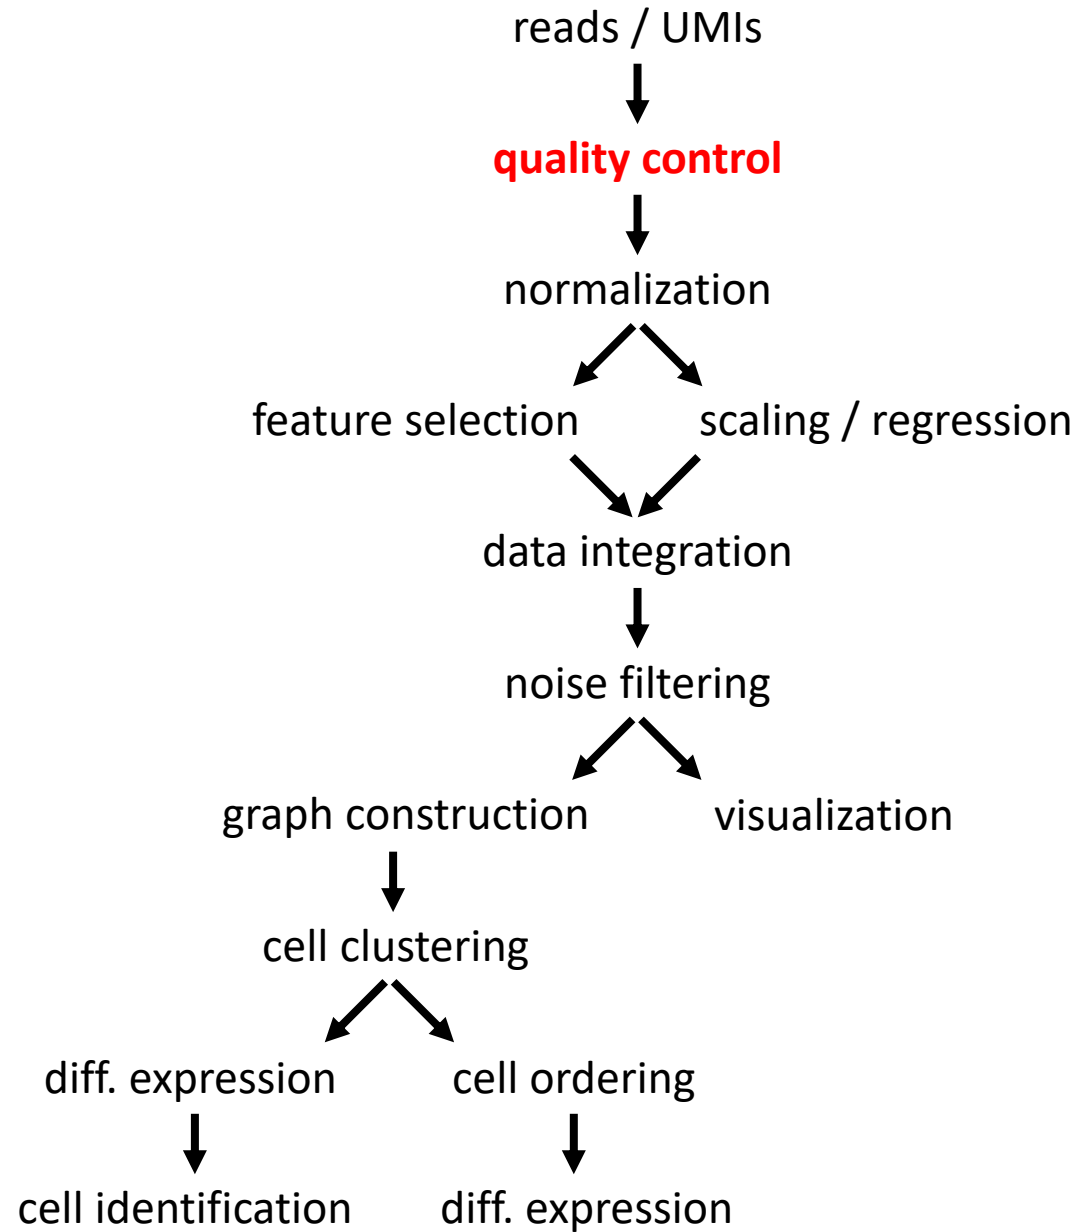 reads / UMIs
quality control
normalization
feature selection
scaling / regression
data integration
noise filtering
graph construction
visualization
cell clustering
diff. expression
cell ordering
cell identification
diff. expression